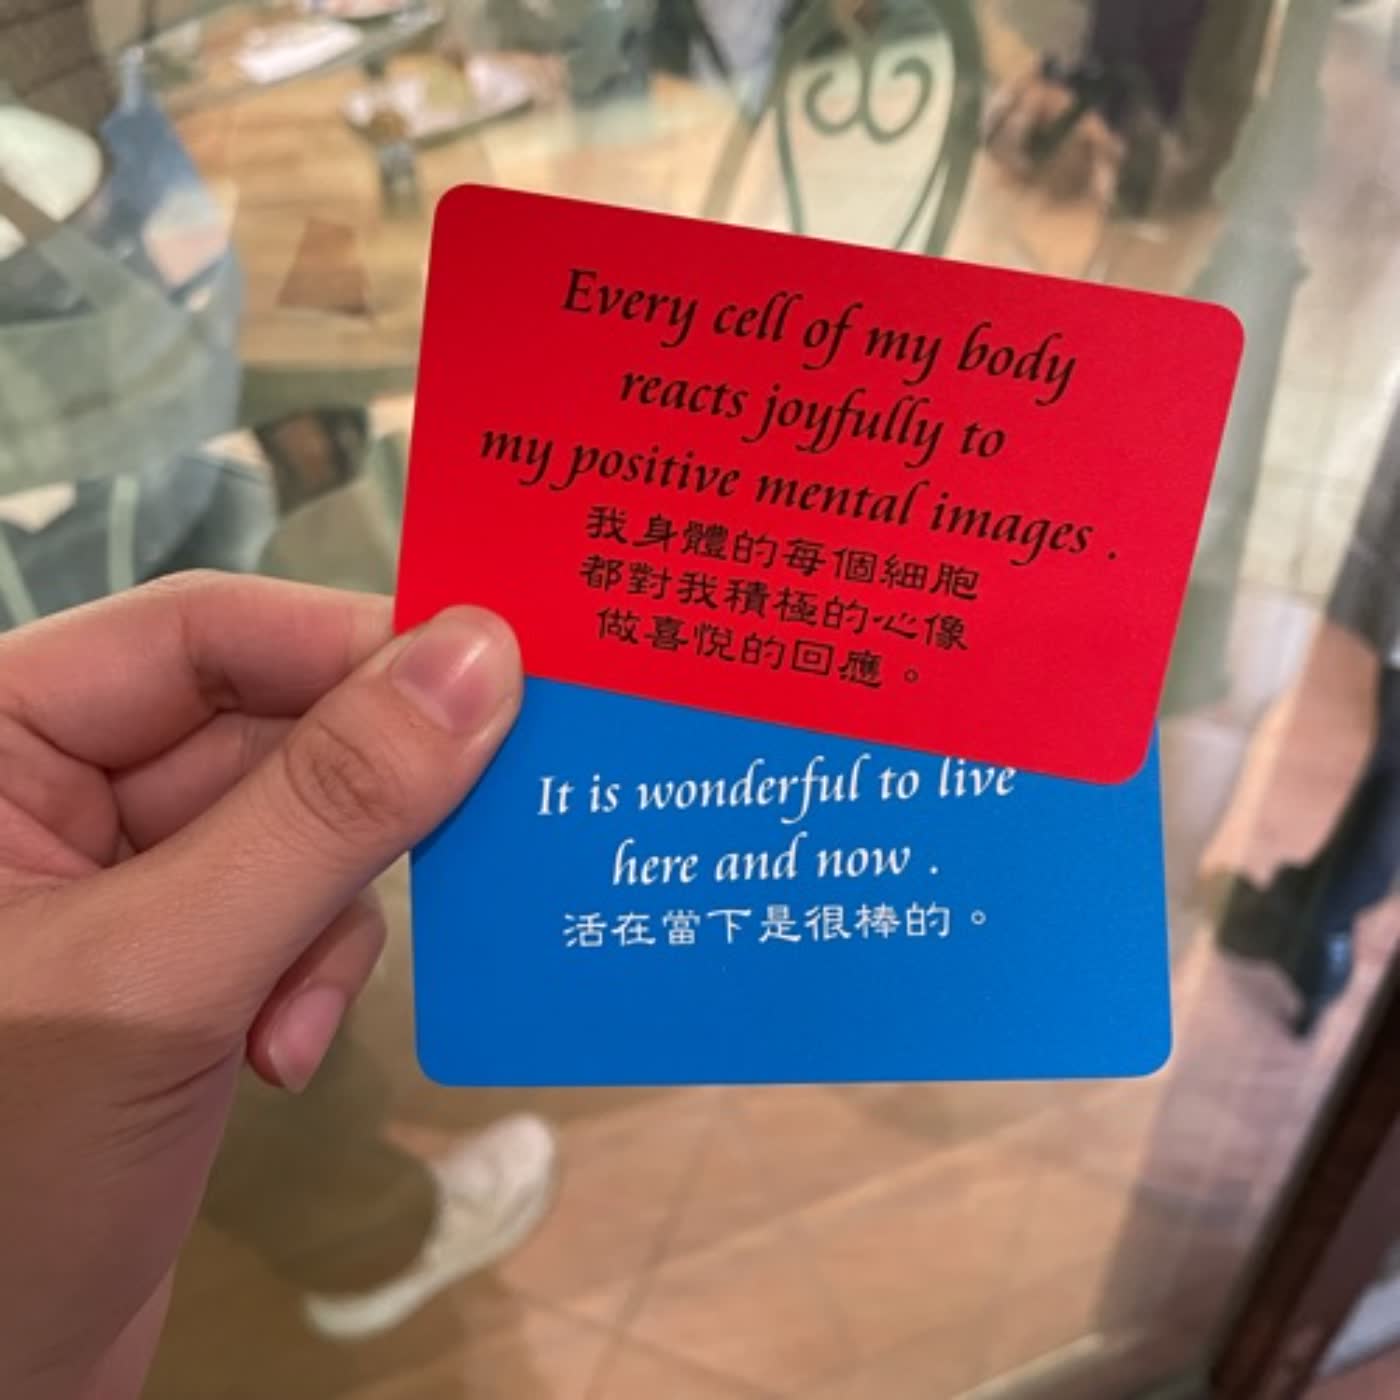 Every cell of my body
reacts joyfully to
my positive mental images .
我身體的每個細胞
都對我積極的心像
做喜悅的回應。
It is wonderful to live
here and now .
活在當下是很棒的。